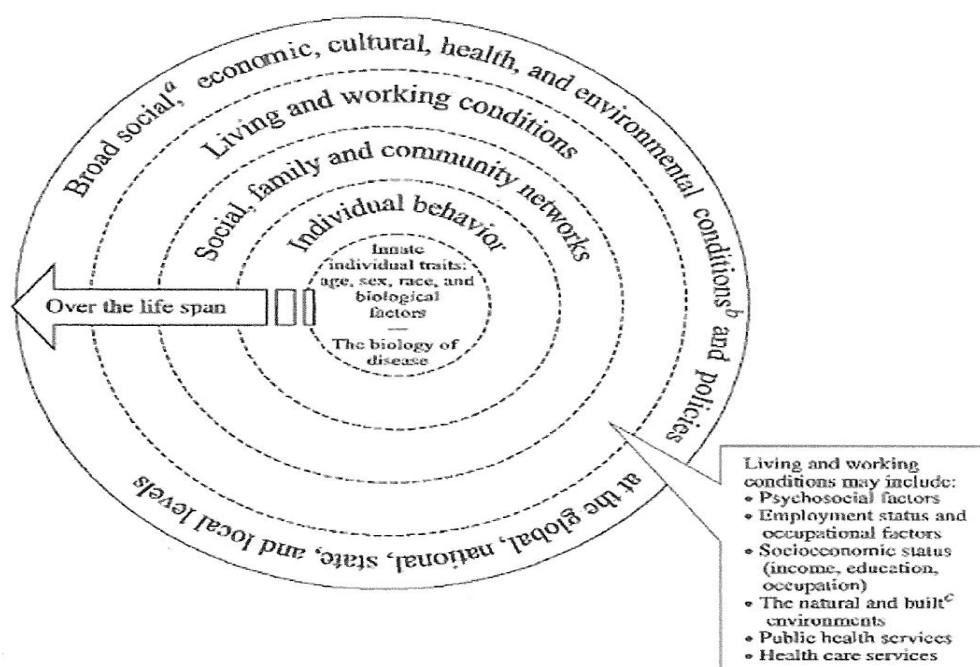 Broad social,a economic, cultural, health, and environmental conditionsb and policies
at the global, national, state, and local levels
Living and working conditions
Social, family and community networks
Individual behavior
Innate
individual traits:
age, sex, race, and
biological
factors
—
The biology of
disease
Over the life span
Living and working
conditions may include:
• Psychosocial factors
• Employment status and
occupational factors
• Socioeconomic status
(income, education,
occupation)
• The natural and builtc
environments
• Public health services
• Health care services